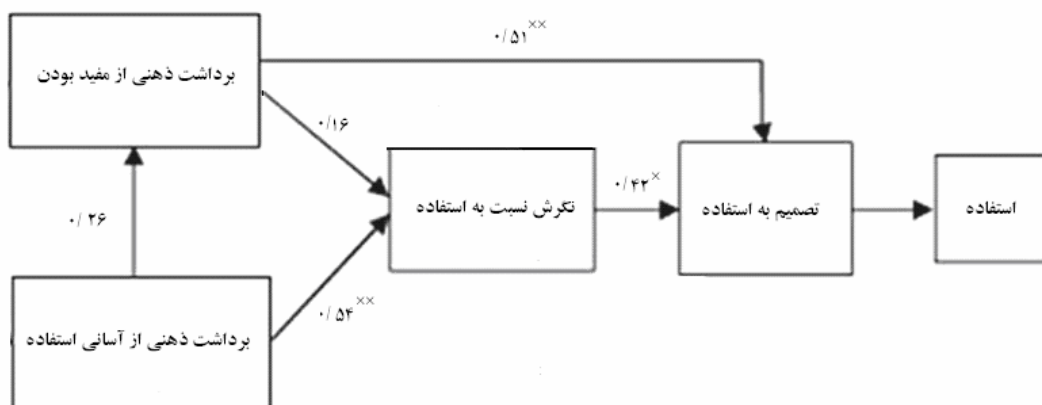 ۰/۵۱××
برداشت ذهنی از مفید بودن
۰/۱۶
نگرش نسبت به استفاده
۰/۴۲×
تصمیم به استفاده
استفاده
۰/۲۶
۰/۵۴××
برداشت ذهنی از آسانی استفاده